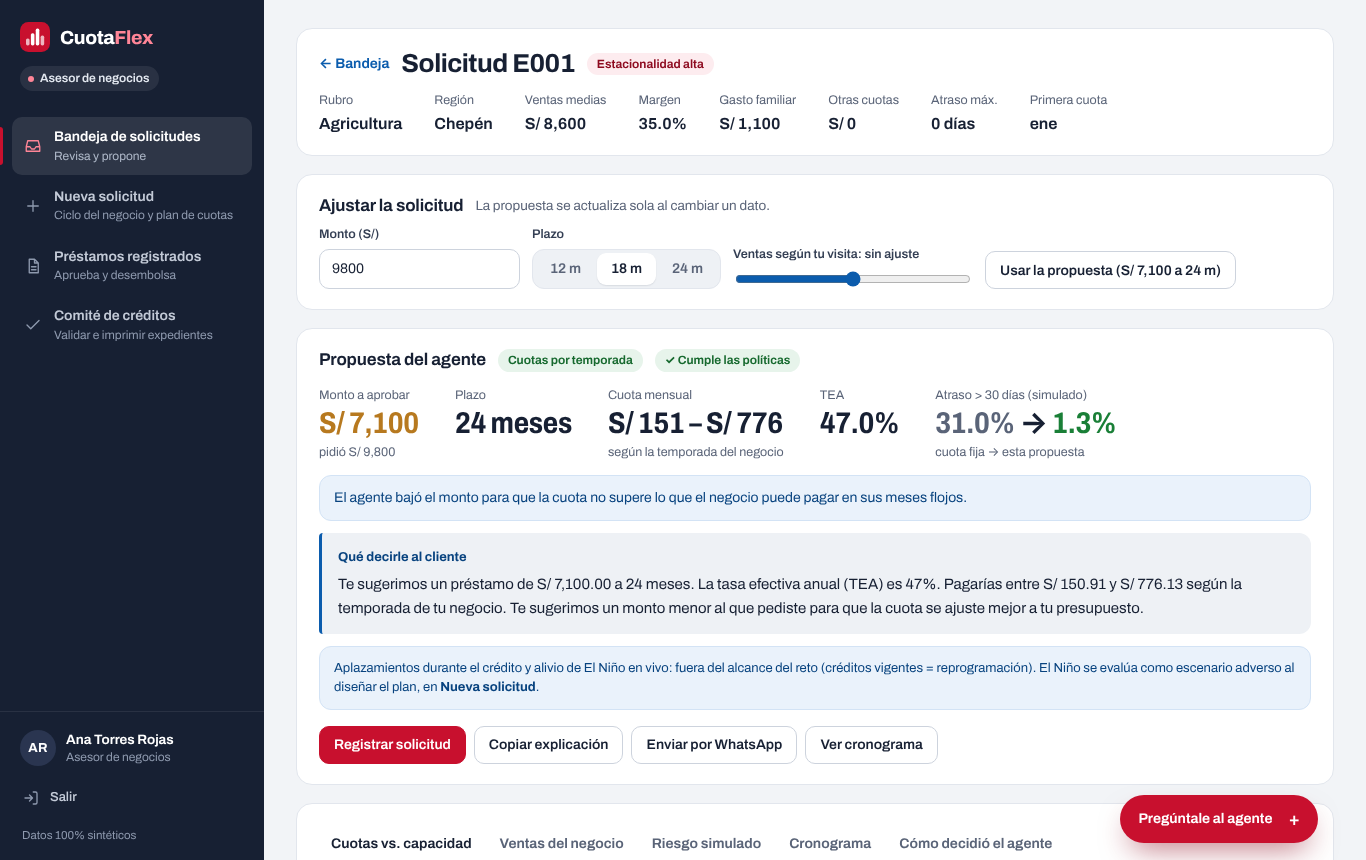 CuotaFlex
Asesor de negocios
Bandeja de solicitudes
Revisa y propone
Nueva solicitud
Ciclo del negocio y plan de cuotas
Préstamos registrados
Aprueba y desembolsa
Comité de créditos
Validar e imprimir expedientes
AR
Ana Torres Rojas
Asesor de negocios
Salir
Datos 100% sintéticos
← Bandeja Solicitud E001 Estacionalidad alta
Rubro Región Ventas medias Margen Gasto familiar Otras cuotas Atraso máx. Primera cuota
Agricultura Chepén S/ 8,600 35.0% S/ 1,100 S/ 0 0 días ene
Ajustar la solicitud La propuesta se actualiza sola al cambiar un dato.
Monto (S/) Plazo Ventas según tu visita: sin ajuste
9800 12 m 18 m 24 m Usar la propuesta (S/ 7,100 a 24 m)
Propuesta del agente Cuotas por temporada ✓ Cumple las políticas
Monto a aprobar Plazo Cuota mensual TEA Atraso > 30 días (simulado)
S/ 7,100 24 meses S/ 151 – S/ 776 47.0% 31.0% → 1.3%
pidió S/ 9,800 según la temporada del negocio cuota fija → esta propuesta
El agente bajó el monto para que la cuota no supere lo que el negocio puede pagar en sus meses flojos.
Qué decirle al cliente
Te sugerimos un préstamo de S/ 7,100.00 a 24 meses. La tasa efectiva anual (TEA) es 47%. Pagarías entre S/ 150.91 y S/ 776.13 según la
temporada de tu negocio. Te sugerimos un monto menor al que pediste para que la cuota se ajuste mejor a tu presupuesto.
Aplazamientos durante el crédito y alivio de El Niño en vivo: fuera del alcance del reto (créditos vigentes = reprogramación). El Niño se evalúa como escenario adverso al
diseñar el plan, en Nueva solicitud.
Registrar solicitud Copiar explicación Enviar por WhatsApp Ver cronograma
Pregúntale al agente +
Cuotas vs. capacidad Ventas del negocio Riesgo simulado Cronograma Cómo decidió el agente